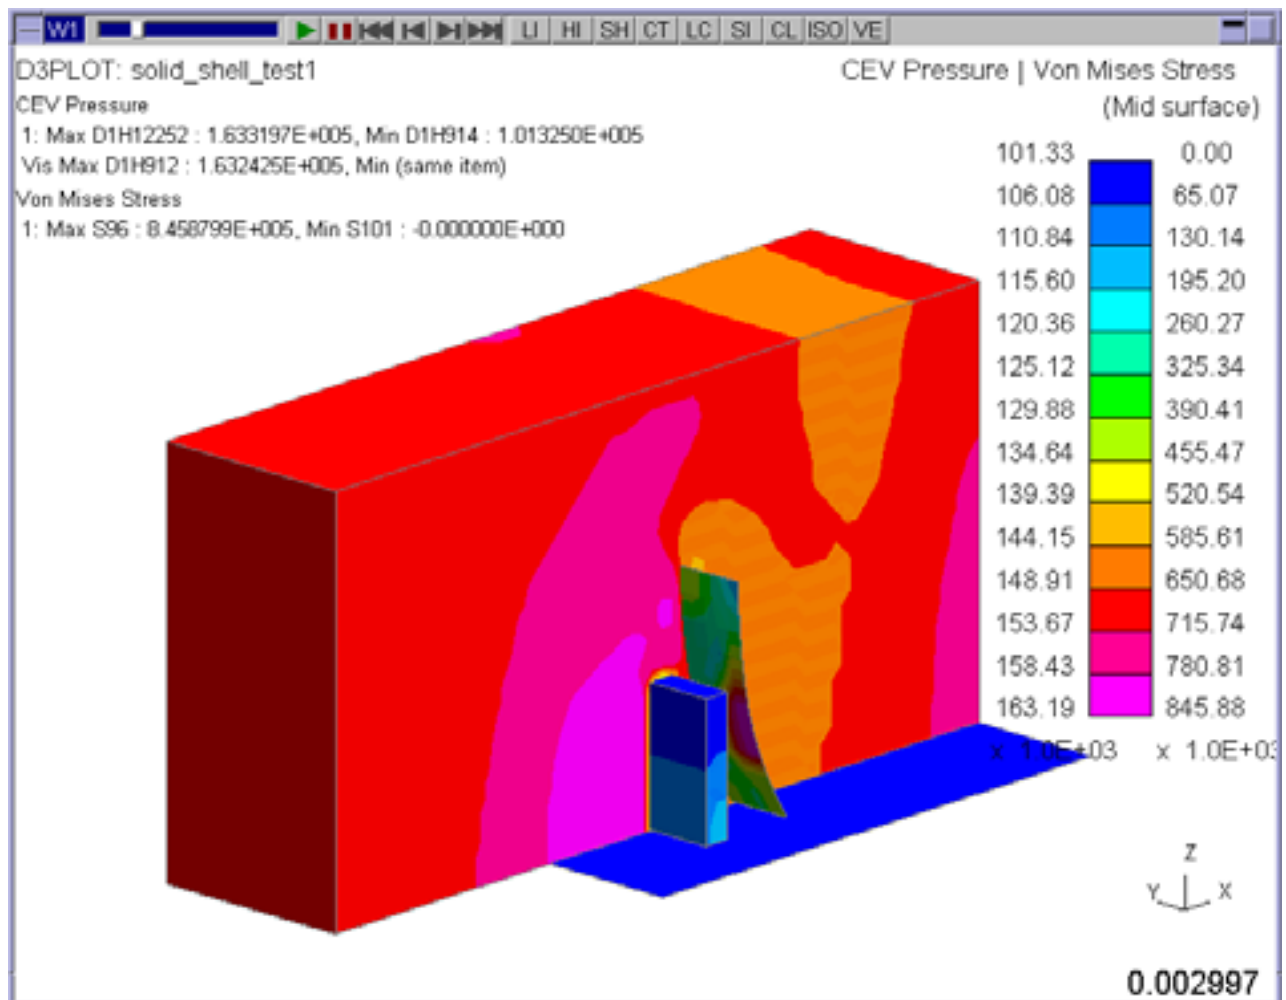 W1 LI HI SH CT LC SI CL ISO VE
D3PLOT: solid_shell_test1
CEV Pressure | Von Mises Stress
(Mid surface)
CEV Pressure
1: Max D1H12252 : 1.633197E+005, Min D1H914 : 1.013250E+005
Vis Max D1H912 : 1.632425E+005, Min (same item)
Von Mises Stress
1: Max S96 : 8.458799E+005, Min S101 : -0.000000E+000
101.33 0.00
106.08 65.07
110.84 130.14
115.60 195.20
120.36 260.27
125.12 325.34
129.88 390.41
134.64 455.47
139.39 520.54
144.15 585.61
148.91 650.68
153.67 715.74
158.43 780.81
163.19 845.88
x 1.0E+03 x 1.0E+03
Z
Y X
0.002997